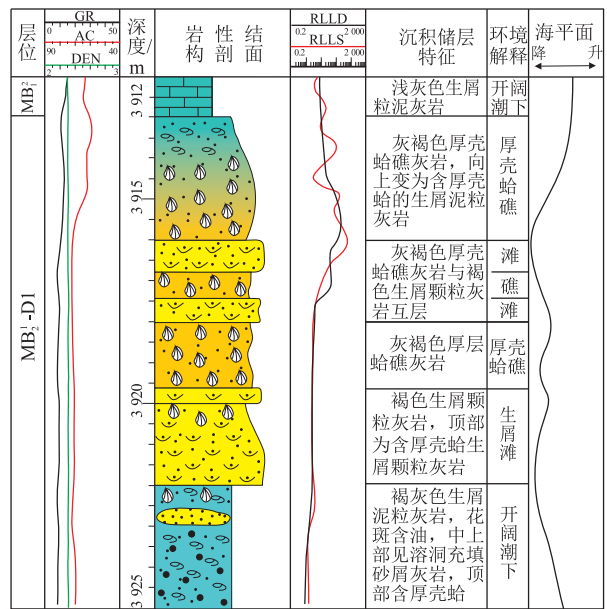 层位
GR
0 50
AC
90 40
DEN
2 3
深度/m
岩性结
构剖面
RLLD
0.2 2 000
RLLS
0.2 2 000
沉积储层
特征
环境
解释
海平面
降 升
MB₁²
MB₂¹-D1
3 912
3 915
3 920
3 925
浅灰色生屑
粒泥灰岩
开阔
潮下
灰褐色厚壳
蛤礁灰岩，向
上变为含厚壳
蛤的生屑泥粒
灰岩
厚
壳
蛤
礁
灰褐色厚壳
蛤礁灰岩与褐
色生屑颗粒灰
岩互层
滩
礁
滩
灰褐色厚层
蛤礁灰岩
厚壳
蛤礁
褐色生屑颗
粒灰岩，顶部
为含厚壳蛤生
屑颗粒灰岩
生
屑
滩
褐灰色生屑
泥粒灰岩，花
斑含油，中上
部见溶洞充填
砂屑灰岩，顶
部含厚壳蛤
开
阔
潮
下